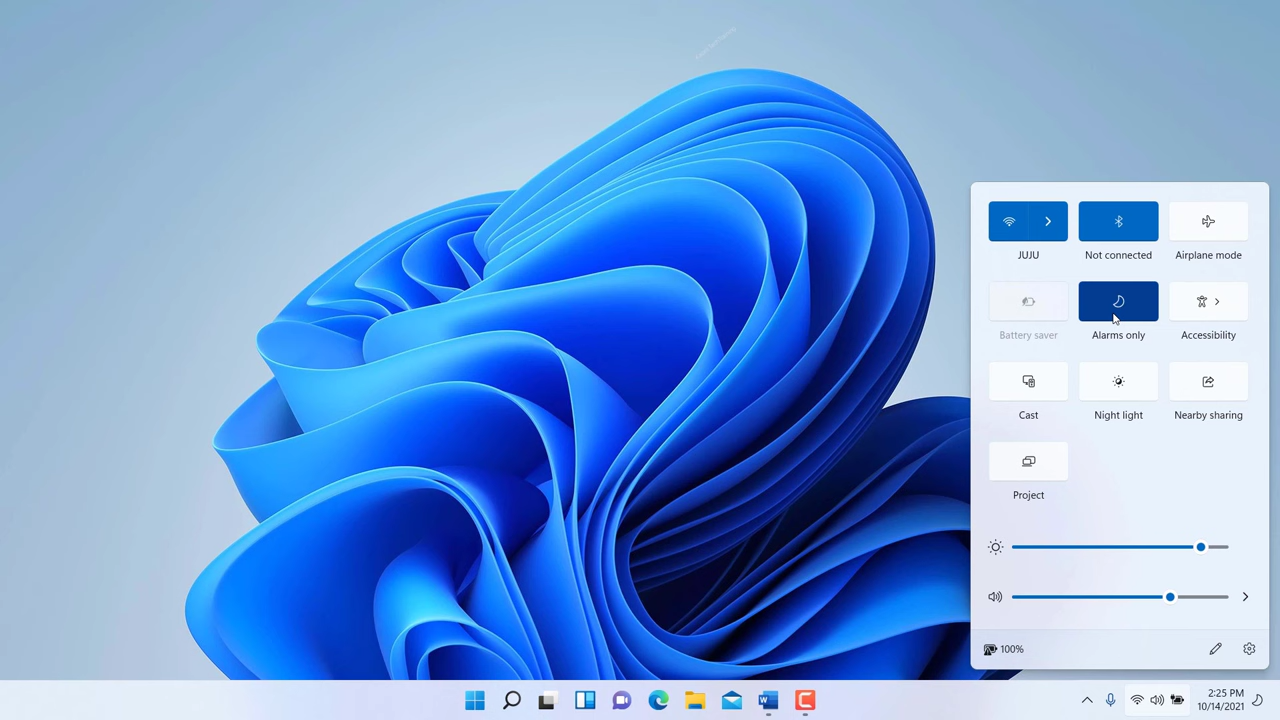 JUJU
Not connected
Airplane mode
Battery saver
Alarms only
Accessibility
Cast
Night light
Nearby sharing
Project
100%
2:25 PM
10/14/2021